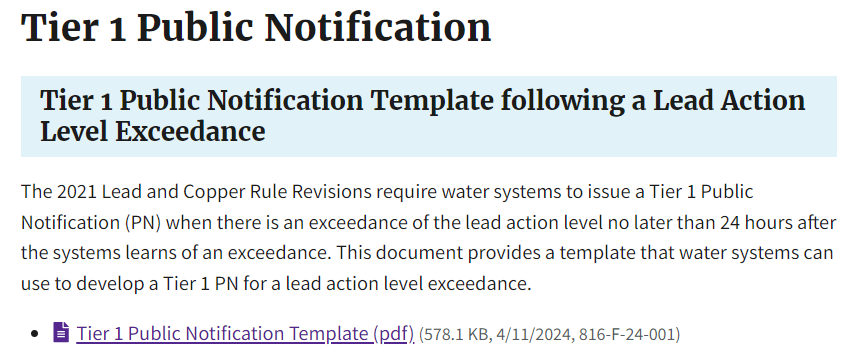 Tier 1 Public Notification
Tier 1 Public Notification Template following a Lead Action
Level Exceedance
The 2021 Lead and Copper Rule Revisions require water systems to issue a Tier 1 Public
Notification (PN) when there is an exceedance of the lead action level no later than 24 hours after
the systems learns of an exceedance. This document provides a template that water systems can
use to develop a Tier 1 PN for a lead action level exceedance.
• Tier 1 Public Notification Template (pdf) (578.1 KB, 4/11/2024, 816-F-24-001)